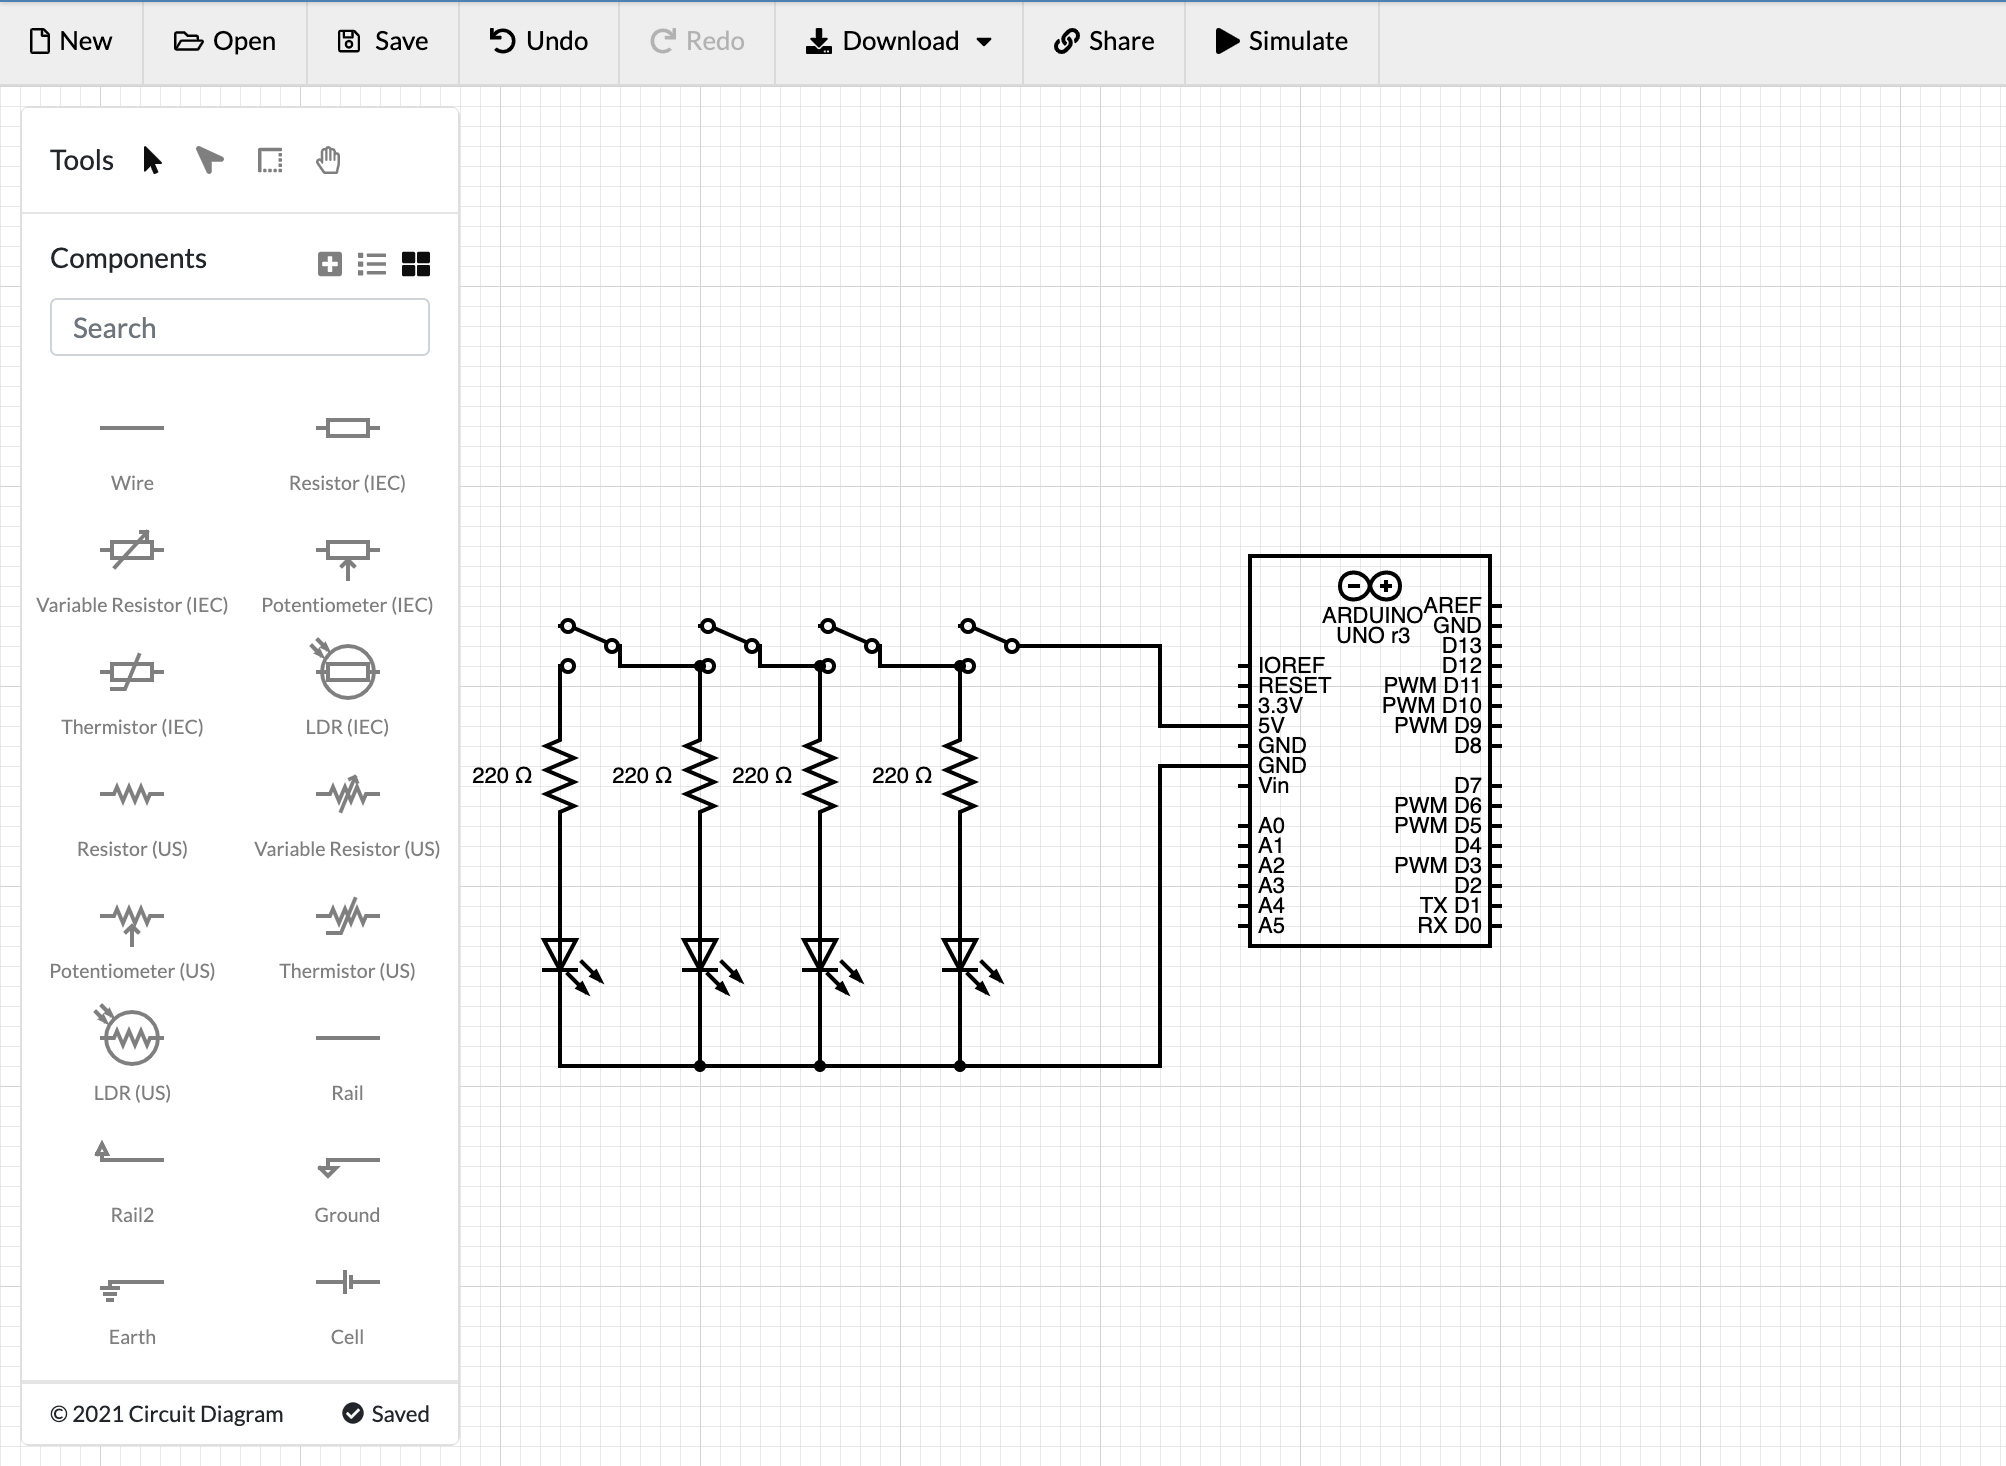 New Open Save Undo Redo Download Share Simulate
Tools
Components
Search
Wire
Resistor (IEC)
Variable Resistor (IEC)
Potentiometer (IEC)
Thermistor (IEC)
LDR (IEC)
Resistor (US)
Variable Resistor (US)
Potentiometer (US)
Thermistor (US)
LDR (US)
Rail
Rail2
Ground
Earth
Cell
© 2021 Circuit Diagram
Saved
220 Ω
220 Ω
220 Ω
220 Ω
ARDUINO
UNO r3
IOREF
RESET
3.3V
5V
GND
GND
Vin
A0
A1
A2
A3
A4
A5
AREF
GND
D13
D12
PWM D11
PWM D10
PWM D9
D8
D7
PWM D6
PWM D5
D4
PWM D3
D2
TX D1
RX D0